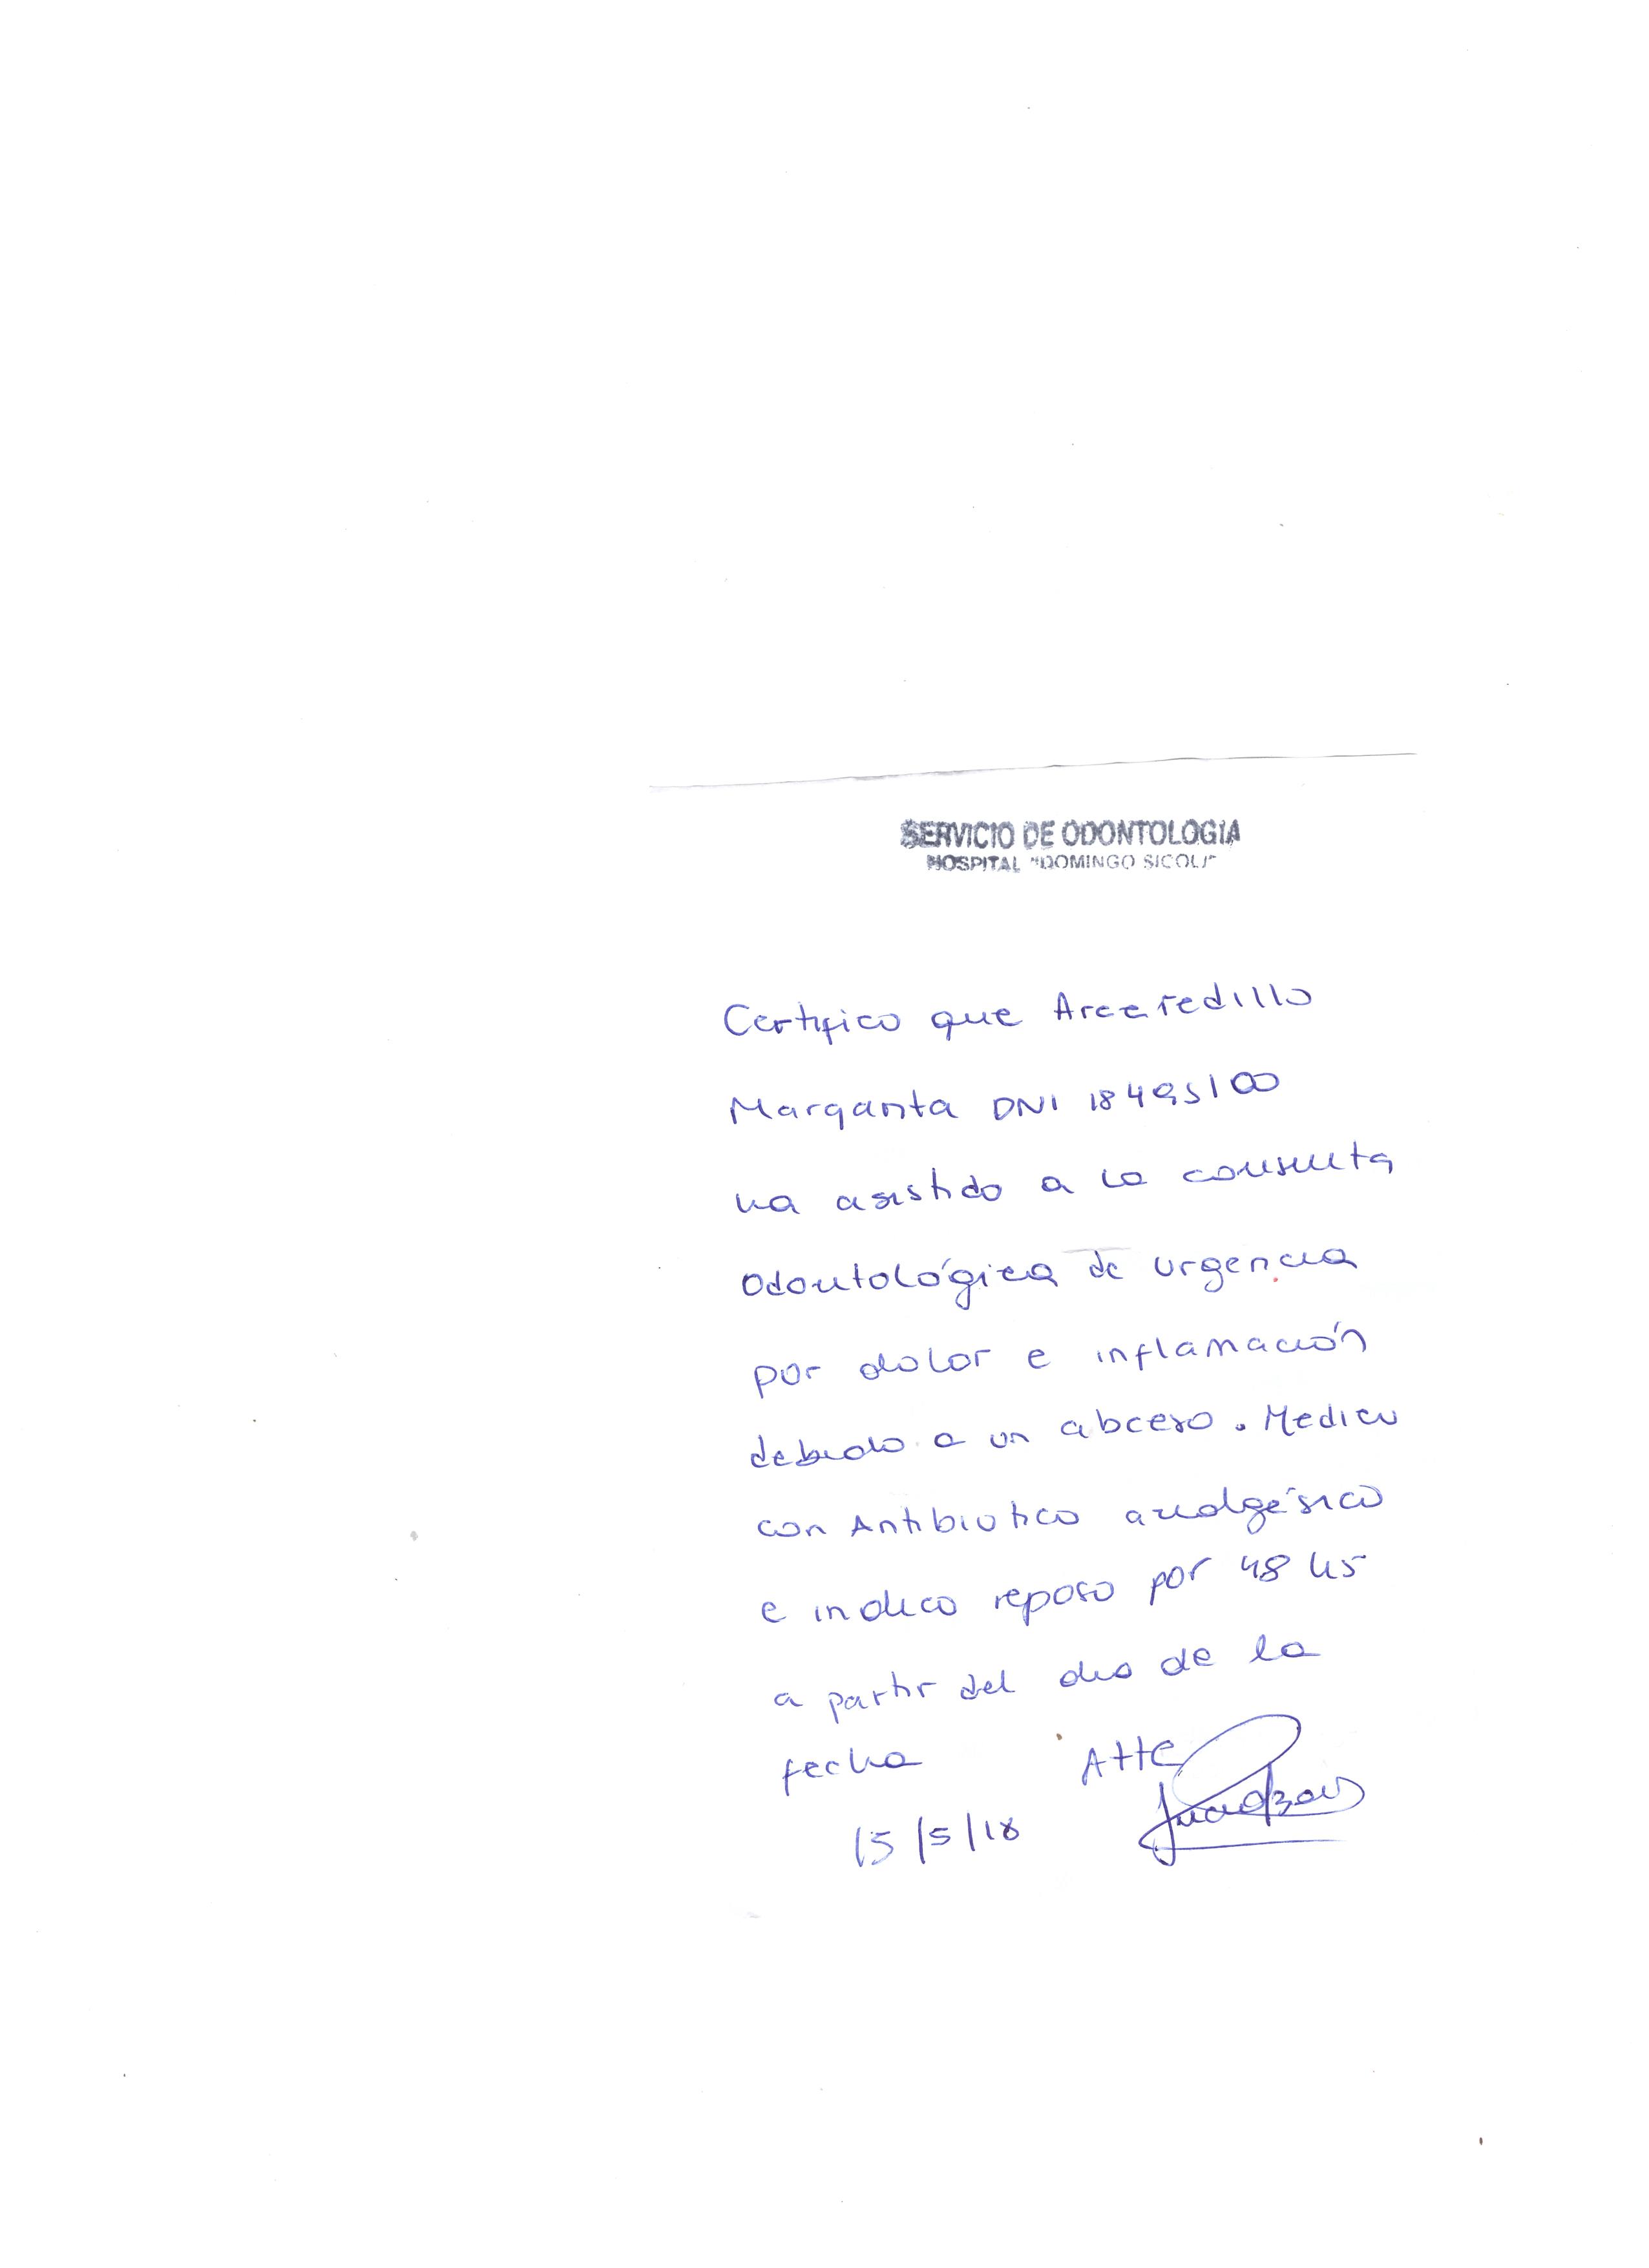 SERVICIO DE ODONTOLOGIA
HOSPITAL "DOMINGO SICOLI"
Certifico que Arceredillo
Margarita DNI 18495100
ha asistido a la consulta
Odontológica de urgencia
por dolor e inflamación
debido a un abceso. Medico
con Antibiotico analgésico
e indico reposo por 48 hs
a partir del dia de la
fecha Atte
15/5/18